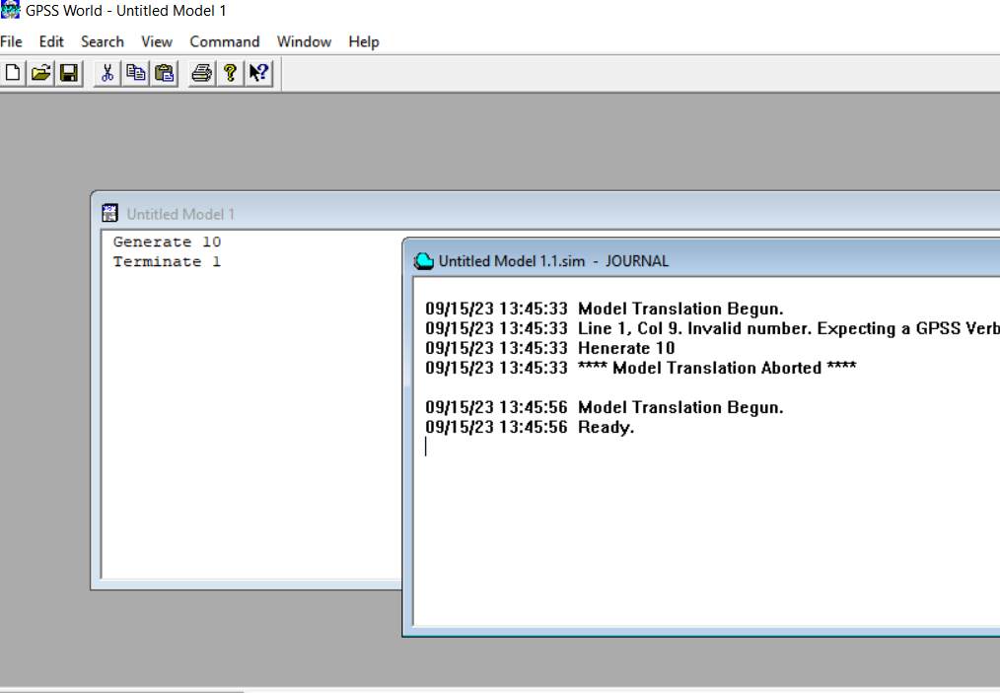 GPSS World - Untitled Model 1
File Edit Search View Command Window Help
Untitled Model 1
Generate 10
Terminate 1
Untitled Model 1.1.sim - JOURNAL
09/15/23 13:45:33 Model Translation Begun.
09/15/23 13:45:33 Line 1, Col 9. Invalid number. Expecting a GPSS Verb
09/15/23 13:45:33 Henerate 10
09/15/23 13:45:33 **** Model Translation Aborted ****
09/15/23 13:45:56 Model Translation Begun.
09/15/23 13:45:56 Ready.